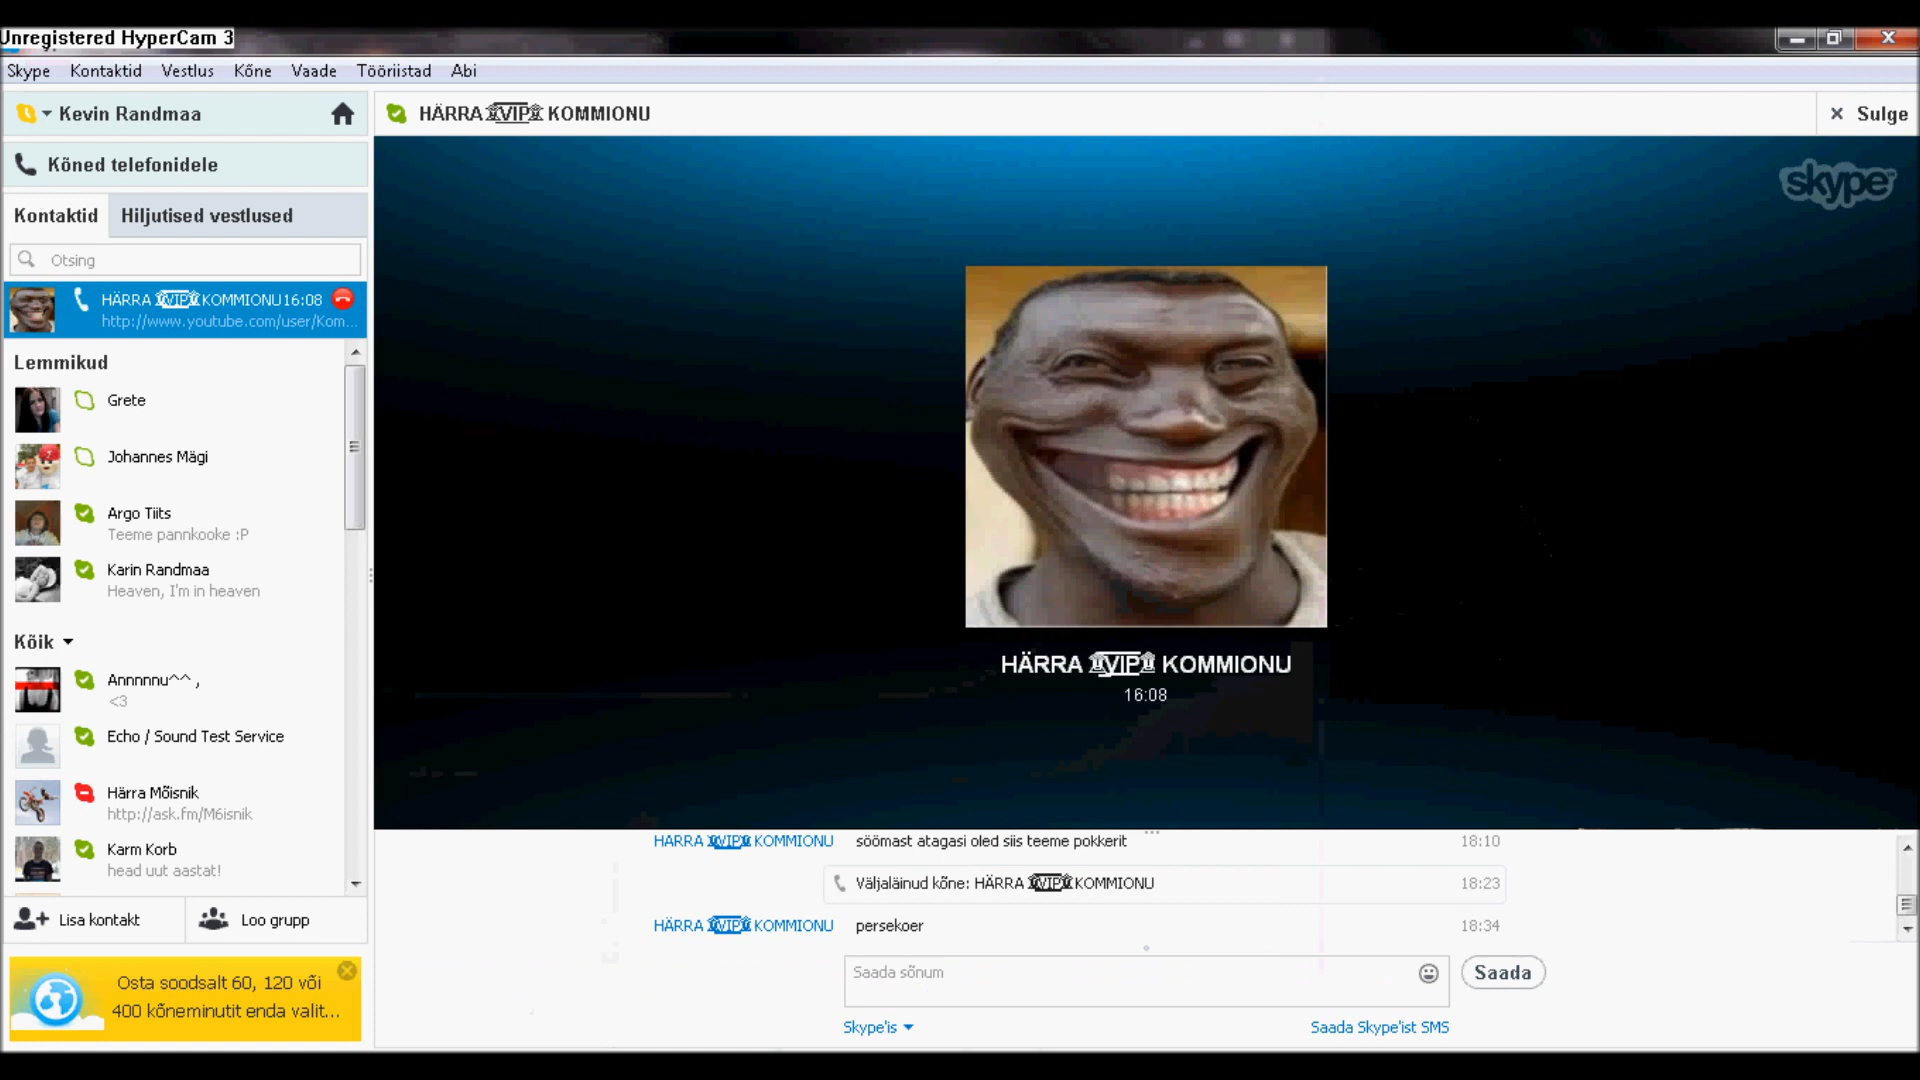 Unregistered HyperCam 3
Skype Kontaktid Vestlus Kõne Vaade Tööriistad Abi
Kevin Randmaa
Kõned telefonidele
Kontaktid Hiljutised vestlused
Otsing
HÄRRA VIP KOMMIONU 16:08
http://www.youtube.com/user/Kom...
Lemmikud
Grete
Johannes Mägi
Argo Tiits
Teeme pannkooke :P
Karin Randmaa
Heaven, I'm in heaven
Kõik
Annnnnu^^ ,
<3
Echo / Sound Test Service
Härra Mõisnik
http://ask.fm/M6isnik
Karm Korb
head uut aastat!
Lisa kontakt Loo grupp
Osta soodsalt 60, 120 või
400 kõneminutit enda valit...
HÄRRA VIP KOMMIONU
Sulge
skype
HÄRRA VIP KOMMIONU
16:08
HÄRRA VIP KOMMIONU söömast atagasi oled siis teeme pokkerit 18:10
Väljaläinud kõne: HÄRRA VIP KOMMIONU 18:23
HÄRRA VIP KOMMIONU persekoer 18:34
Saada sõnum
Saada
Skype'is
Saada Skype'ist SMS